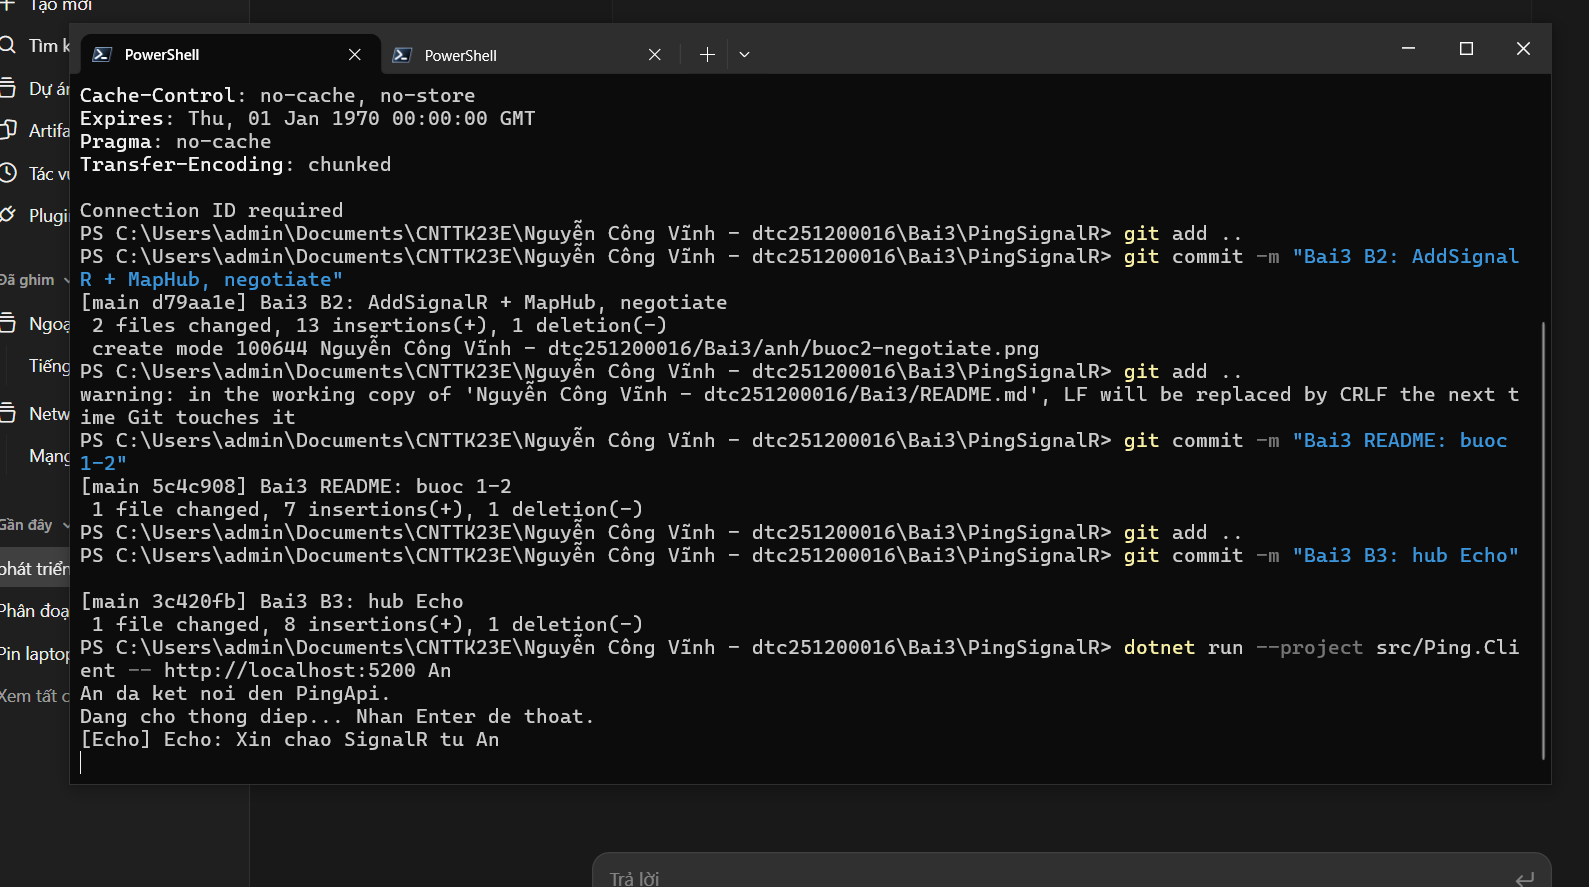 Tạo mới
Tìm k
Dự án
Artifa
Tác vụ
Plugin
Đã ghim
Ngoạ
Tiếng
Netw
Mạng
Gần đây
phát triển
Phân đoạ
Pin laptop
Xem tất c
PowerShell
PowerShell
Cache-Control: no-cache, no-store
Expires: Thu, 01 Jan 1970 00:00:00 GMT
Pragma: no-cache
Transfer-Encoding: chunked
Connection ID required
PS C:\Users\admin\Documents\CNTTK23E\Nguyễn Công Vĩnh - dtc251200016\Bai3\PingSignalR> git add ..
PS C:\Users\admin\Documents\CNTTK23E\Nguyễn Công Vĩnh - dtc251200016\Bai3\PingSignalR> git commit -m "Bai3 B2: AddSignal
R + MapHub, negotiate"
[main d79aa1e] Bai3 B2: AddSignalR + MapHub, negotiate
2 files changed, 13 insertions(+), 1 deletion(-)
create mode 100644 Nguyễn Công Vĩnh - dtc251200016/Bai3/anh/buoc2-negotiate.png
PS C:\Users\admin\Documents\CNTTK23E\Nguyễn Công Vĩnh - dtc251200016\Bai3\PingSignalR> git add ..
warning: in the working copy of 'Nguyễn Công Vĩnh - dtc251200016/Bai3/README.md', LF will be replaced by CRLF the next t
ime Git touches it
PS C:\Users\admin\Documents\CNTTK23E\Nguyễn Công Vĩnh - dtc251200016\Bai3\PingSignalR> git commit -m "Bai3 README: buoc
1-2"
[main 5c4c908] Bai3 README: buoc 1-2
1 file changed, 7 insertions(+), 1 deletion(-)
PS C:\Users\admin\Documents\CNTTK23E\Nguyễn Công Vĩnh - dtc251200016\Bai3\PingSignalR> git add ..
PS C:\Users\admin\Documents\CNTTK23E\Nguyễn Công Vĩnh - dtc251200016\Bai3\PingSignalR> git commit -m "Bai3 B3: hub Echo"
[main 3c420fb] Bai3 B3: hub Echo
1 file changed, 8 insertions(+), 1 deletion(-)
PS C:\Users\admin\Documents\CNTTK23E\Nguyễn Công Vĩnh - dtc251200016\Bai3\PingSignalR> dotnet run --project src/Ping.Cli
ent -- http://localhost:5200 An
An da ket noi den PingApi.
Dang cho thong diep... Nhan Enter de thoat.
[Echo] Echo: Xin chao SignalR tu An
Trả lời